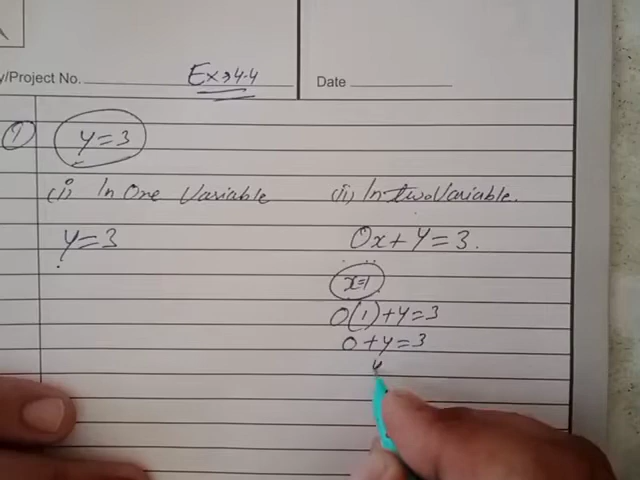 y/Project No. Ex→4.4 Date
① y=3
(i) In One Variable (ii) In two Variable.
y=3 0x+y=3.
x=1
0(1)+y=3
0+y=3
y